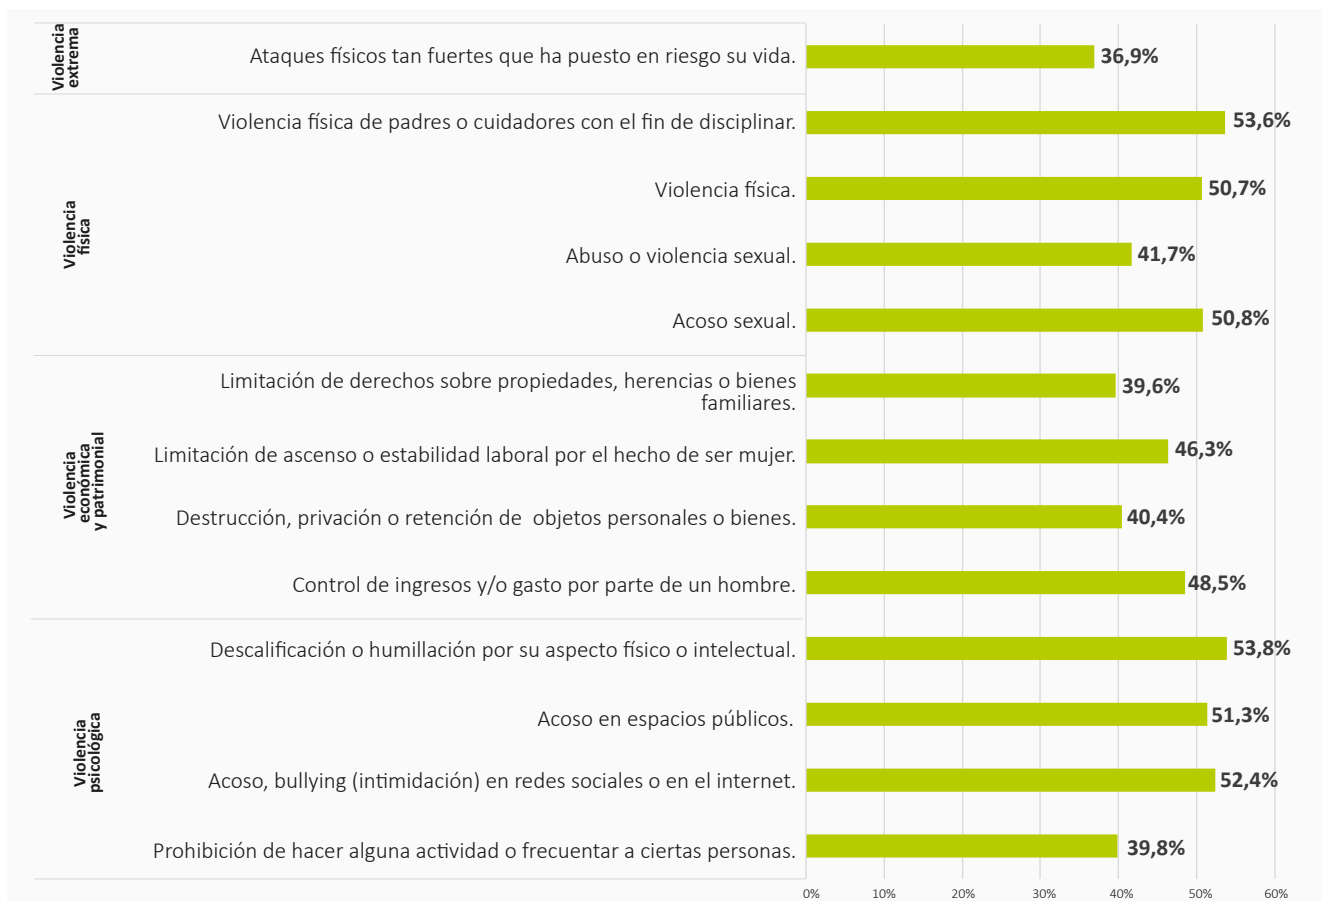 Violencia
extrema
Ataques físicos tan fuertes que ha puesto en riesgo su vida.
36,9%
Violencia
física
Violencia física de padres o cuidadores con el fin de disciplinar.
53,6%
Violencia física.
50,7%
Abuso o violencia sexual.
41,7%
Acoso sexual.
50,8%
Violencia
económica
y patrimonial
Limitación de derechos sobre propiedades, herencias o bienes
familiares.
39,6%
Limitación de ascenso o estabilidad laboral por el hecho de ser mujer.
46,3%
Destrucción, privación o retención de objetos personales o bienes.
40,4%
Control de ingresos y/o gasto por parte de un hombre.
48,5%
Violencia
psicológica
Descalificación o humillación por su aspecto físico o intelectual.
53,8%
Acoso en espacios públicos.
51,3%
Acoso, bullying (intimidación) en redes sociales o en el internet.
52,4%
Prohibición de hacer alguna actividad o frecuentar a ciertas personas.
39,8%
0% 10% 20% 30% 40% 50% 60%